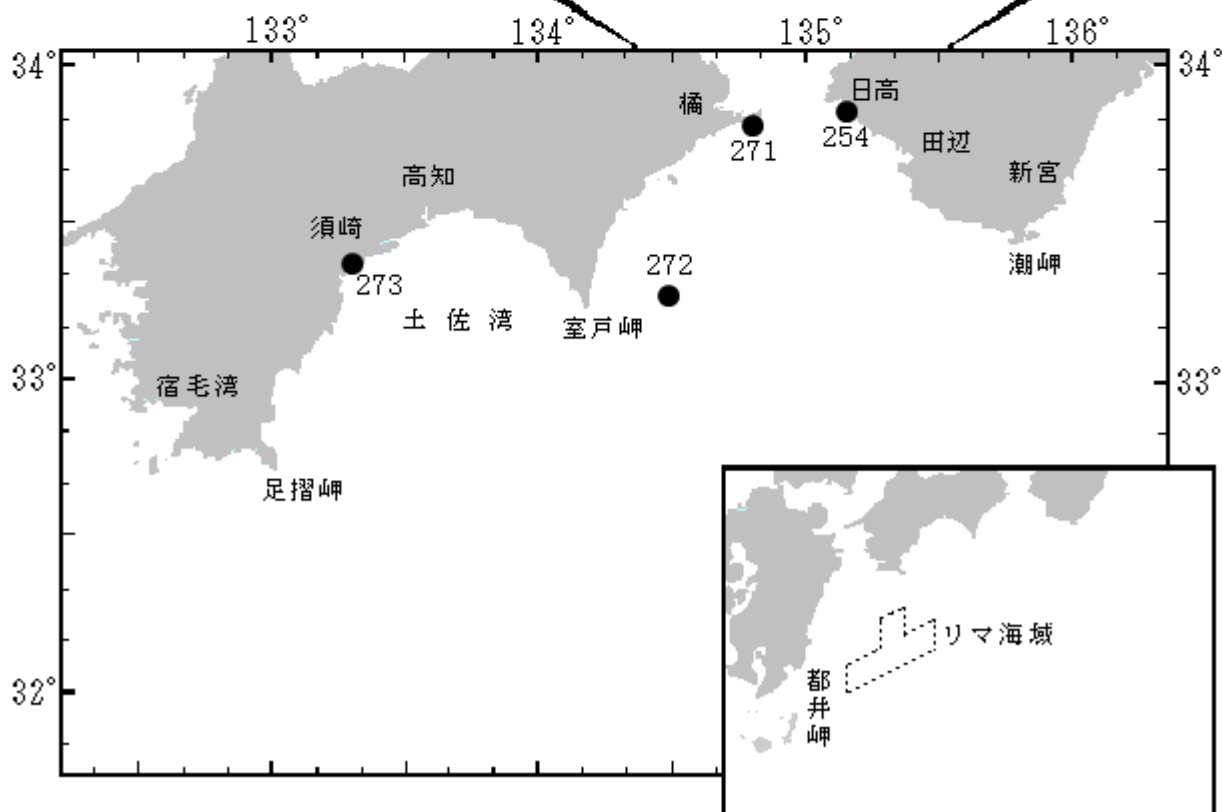 133°
134°
135°
136°
34°
34°
橘
日高
271
254
田辺
高知
新宮
須崎
潮岬
272
273
土佐湾
室戸岬
33°
33°
宿毛湾
足摺岬
リマ海域
32°
都井岬